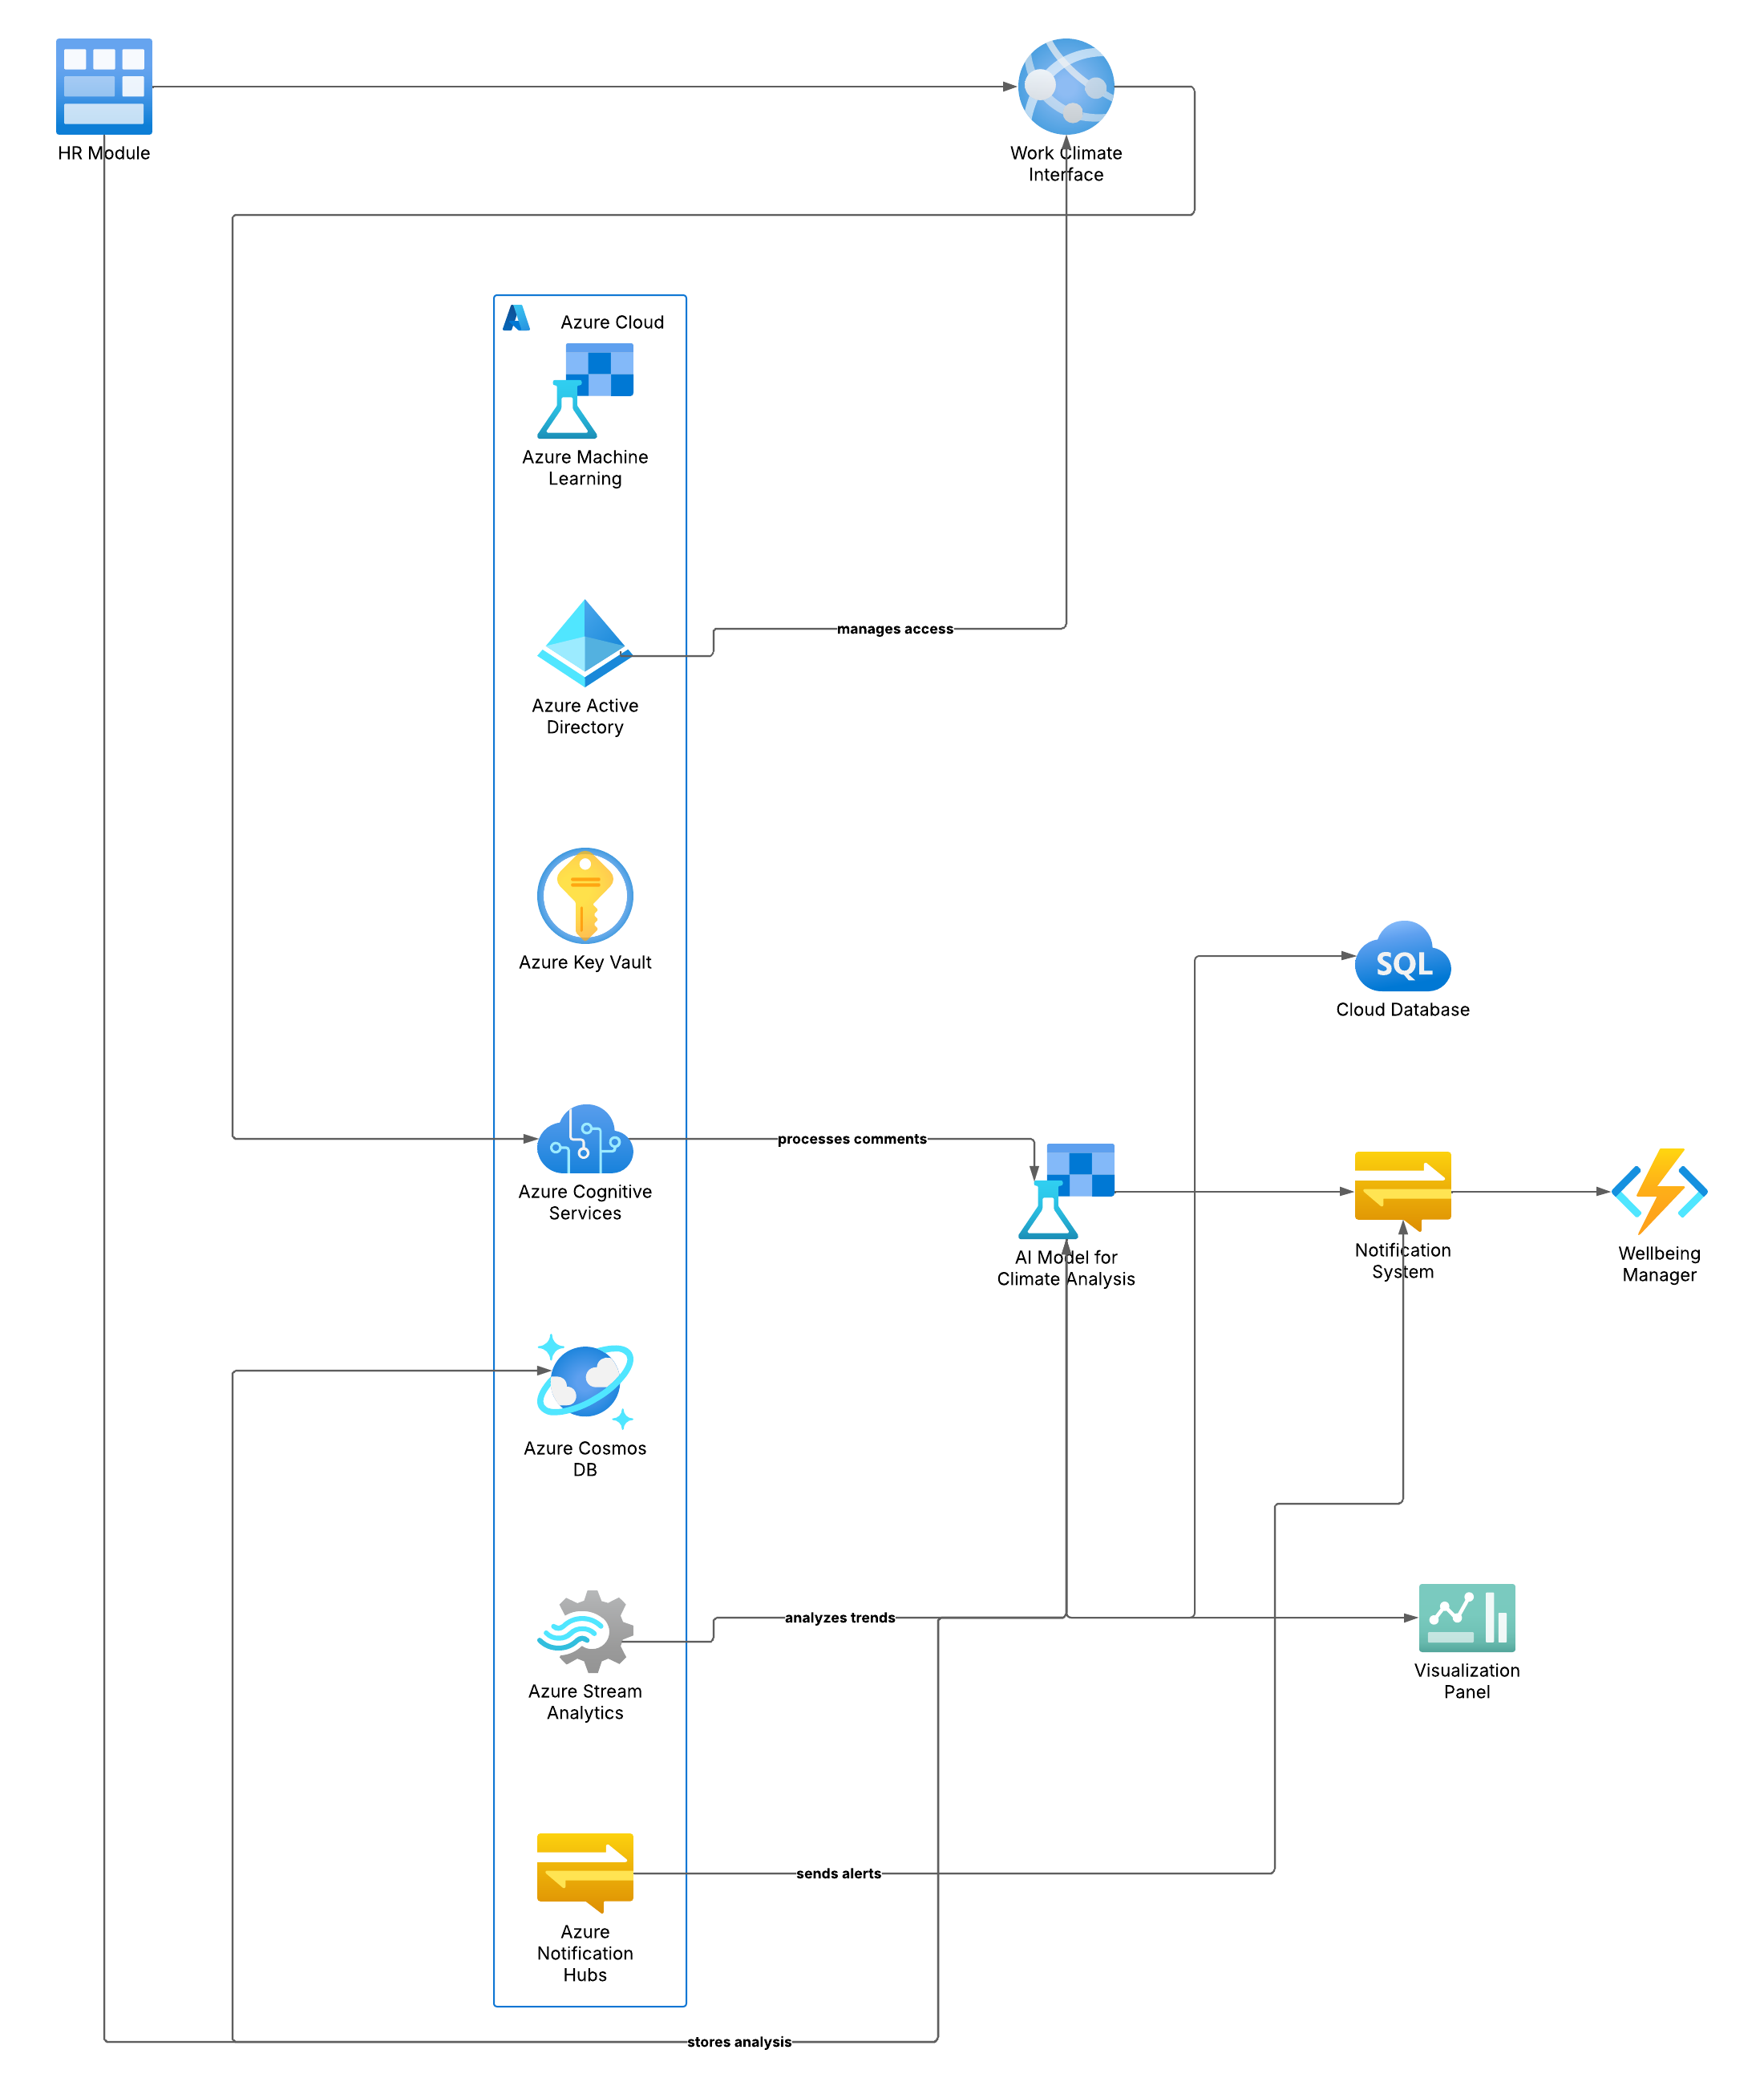 HR Module
Work Climate
Interface
Azure Cloud
Azure Machine
Learning
manages access
Azure Active
Directory
Azure Key Vault
SQL
Cloud Database
processes comments
Azure Cognitive
Services
AI Model for
Climate Analysis
Notification
System
Wellbeing
Manager
Azure Cosmos
DB
analyzes trends
Azure Stream
Analytics
Visualization
Panel
sends alerts
Azure
Notification
Hubs
stores analysis